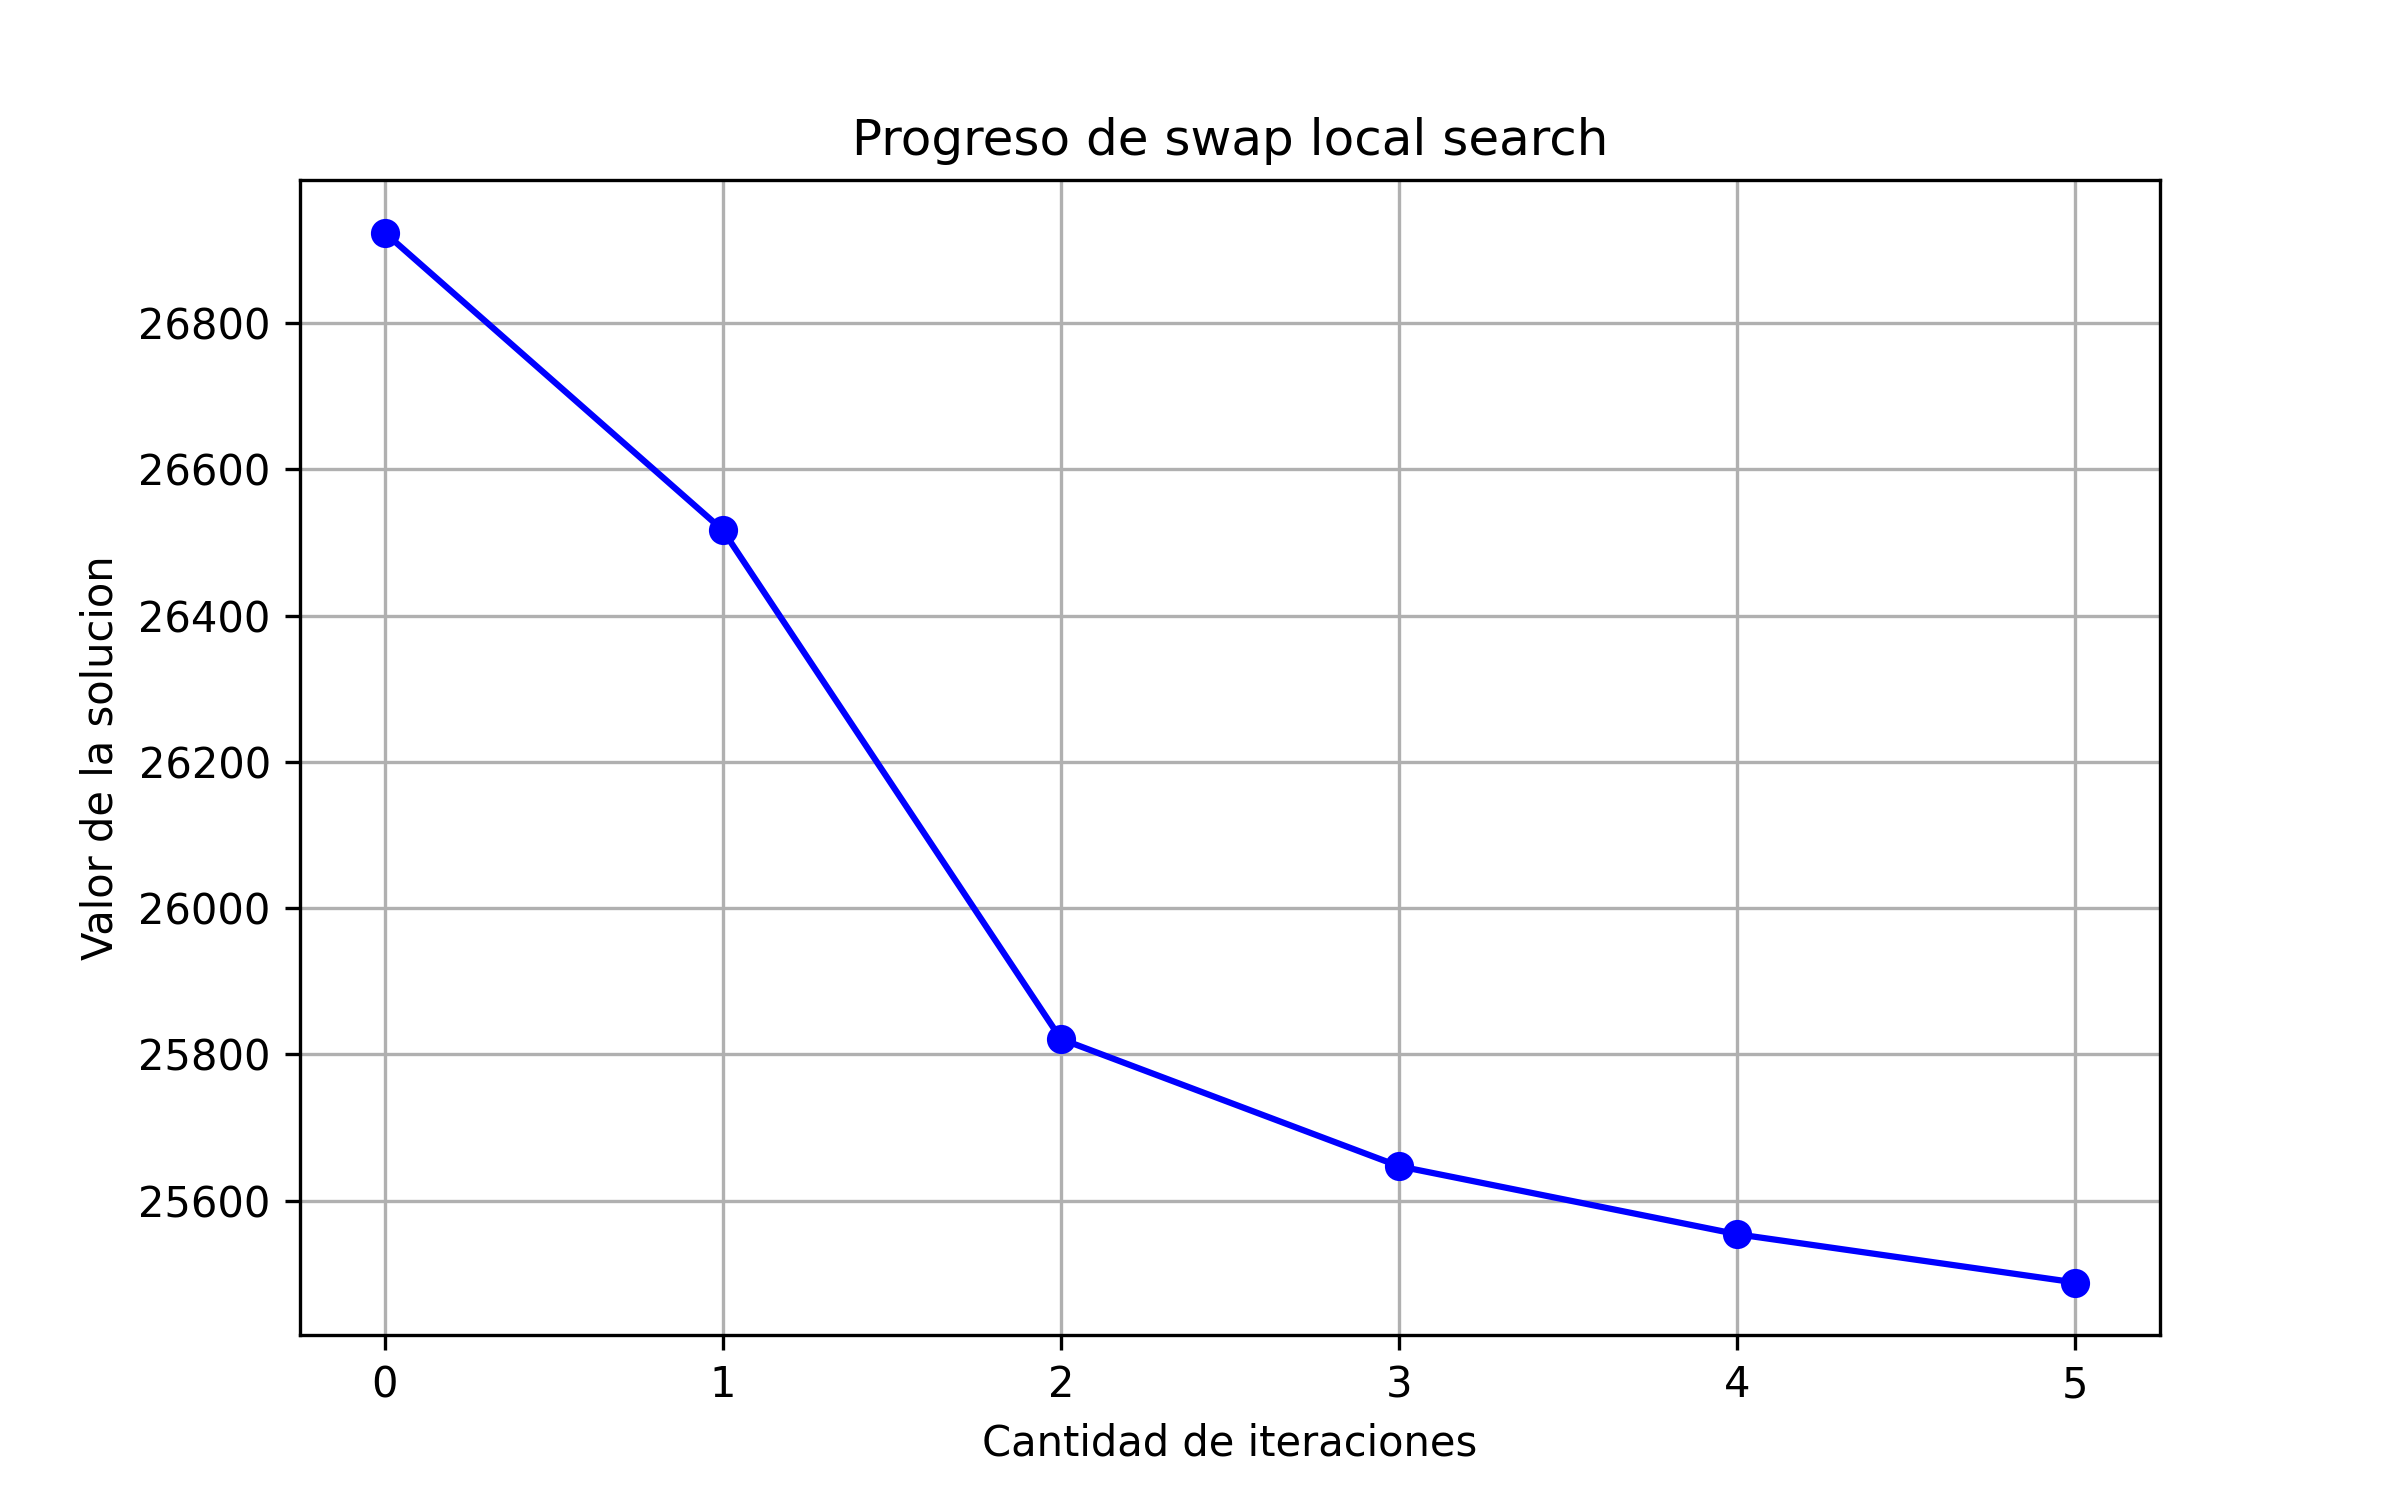 Progreso de swap local search
26800
26600
26400
26200
26000
25800
25600
Valor de la solucion
0 1 2 3 4 5
Cantidad de iteraciones